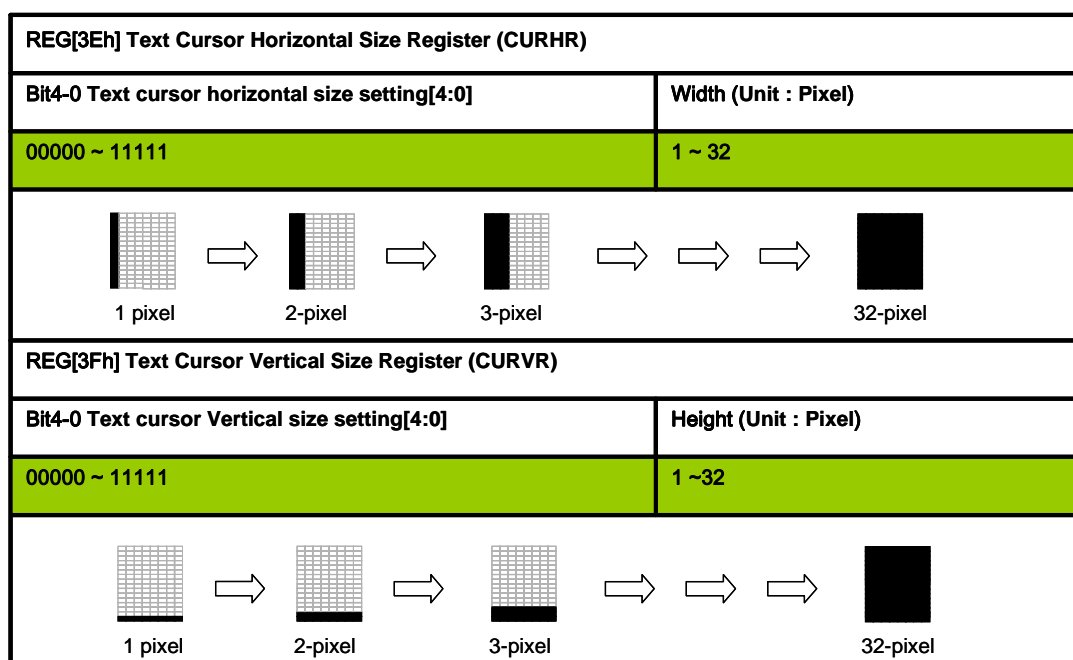 REG[3Eh] Text Cursor Horizontal Size Register (CURHR)
Bit4-0 Text cursor horizontal size setting[4:0] Width (Unit : Pixel)
00000 ~ 11111 1 ~ 32
1 pixel 2-pixel 3-pixel 32-pixel
REG[3Fh] Text Cursor Vertical Size Register (CURVR)
Bit4-0 Text cursor Vertical size setting[4:0] Height (Unit : Pixel)
00000 ~ 11111 1 ~32
1 pixel 2-pixel 3-pixel 32-pixel